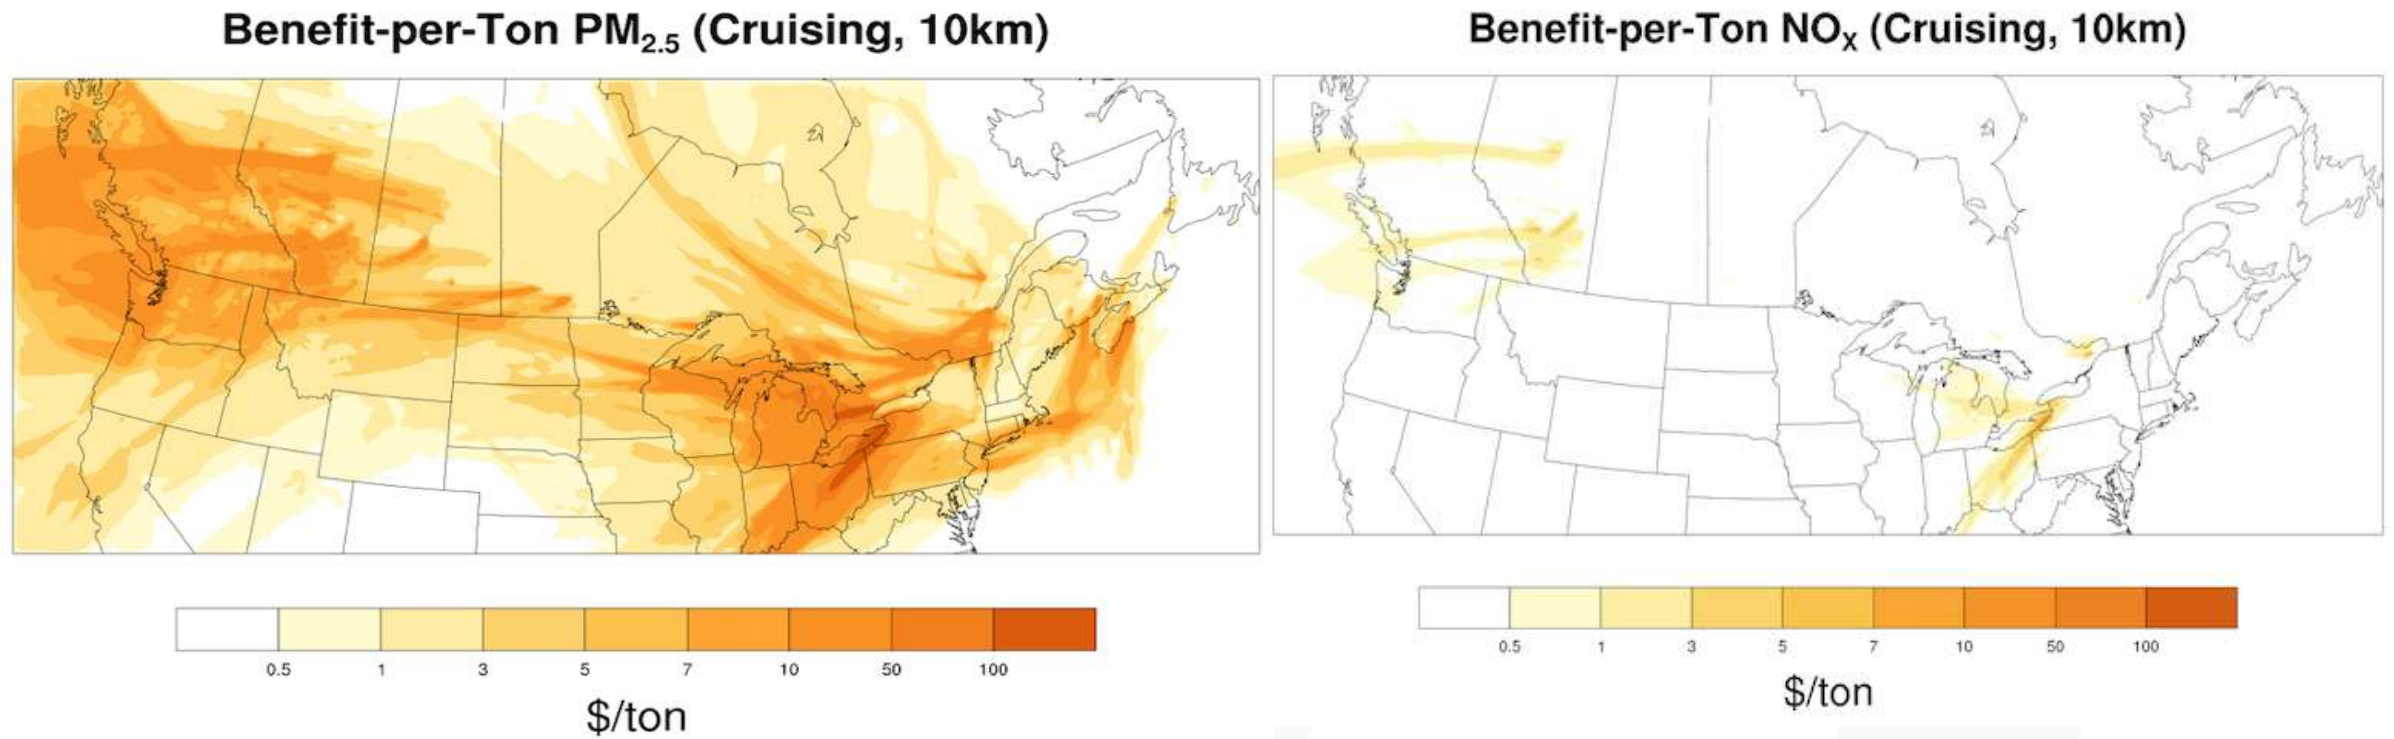 Benefit-per-Ton PM2.5 (Cruising, 10km)
0.5 1 3 5 7 10 50 100
$/ton
Benefit-per-Ton NOX (Cruising, 10km)
0.5 1 3 5 7 10 50 100
$/ton